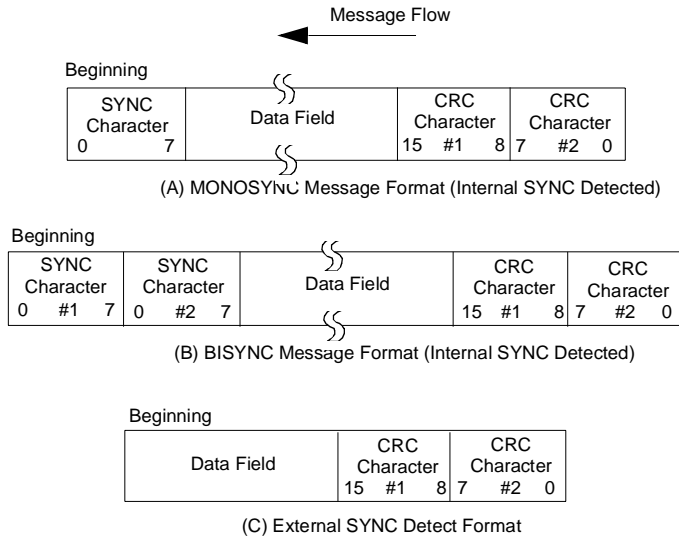 Message Flow
Beginning
SYNC Character 0 7
Data Field
CRC Character 15 #1 8
CRC Character 7 #2 0
(A) MONOSYNC Message Format (Internal SYNC Detected)
Beginning
SYNC Character 0 #1 7
SYNC Character 0 #2 7
Data Field
CRC Character 15 #1 8
CRC Character 7 #2 0
(B) BISYNC Message Format (Internal SYNC Detected)
Beginning
Data Field
CRC Character 15 #1 8
CRC Character 7 #2 0
(C) External SYNC Detect Format